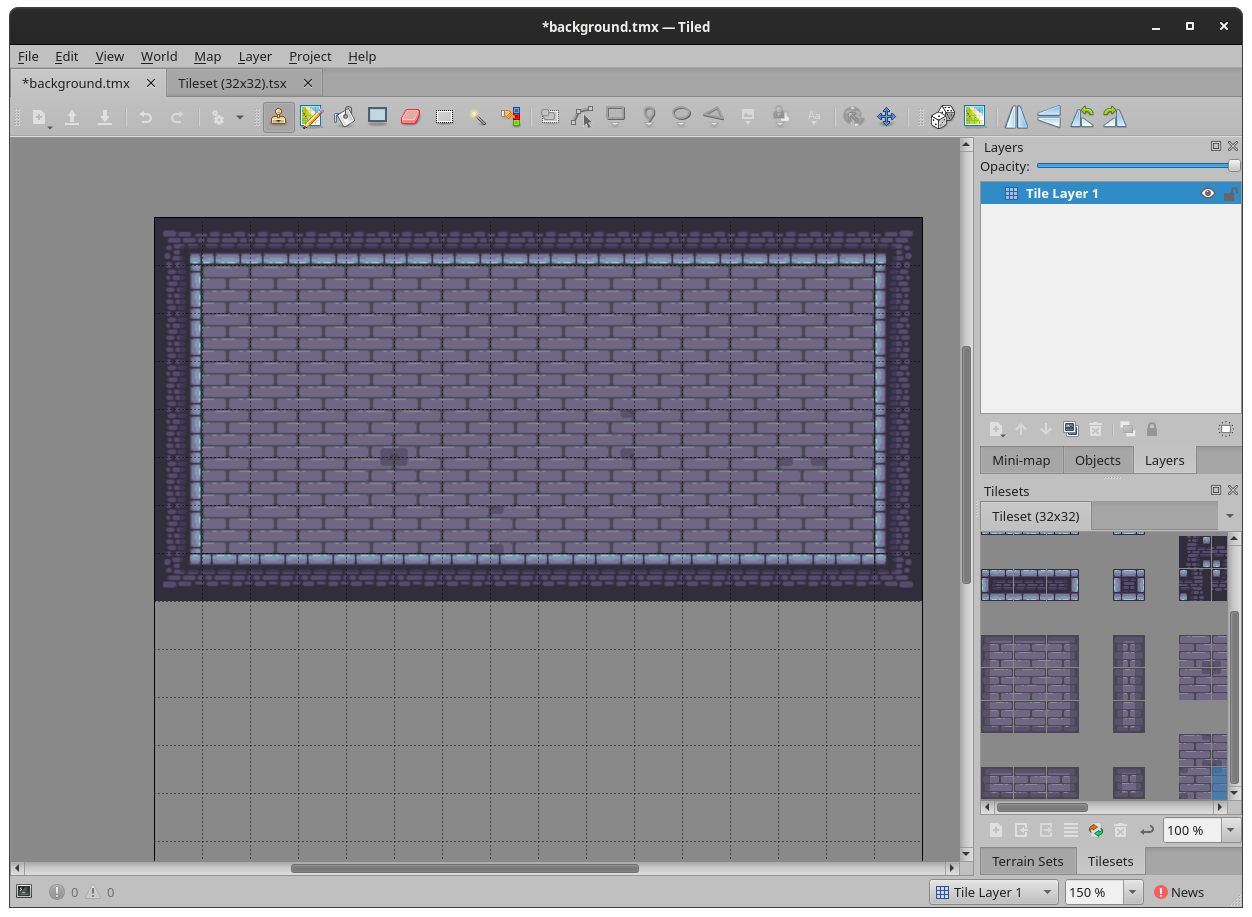 *background.tmx — Tiled
File Edit View World Map Layer Project Help
*background.tmx Tileset (32x32).tsx
Layers
Opacity:
Tile Layer 1
Mini-map Objects Layers
Tilesets
Tileset (32x32)
100 %
Terrain Sets Tilesets
0 0 Tile Layer 1 150 % News